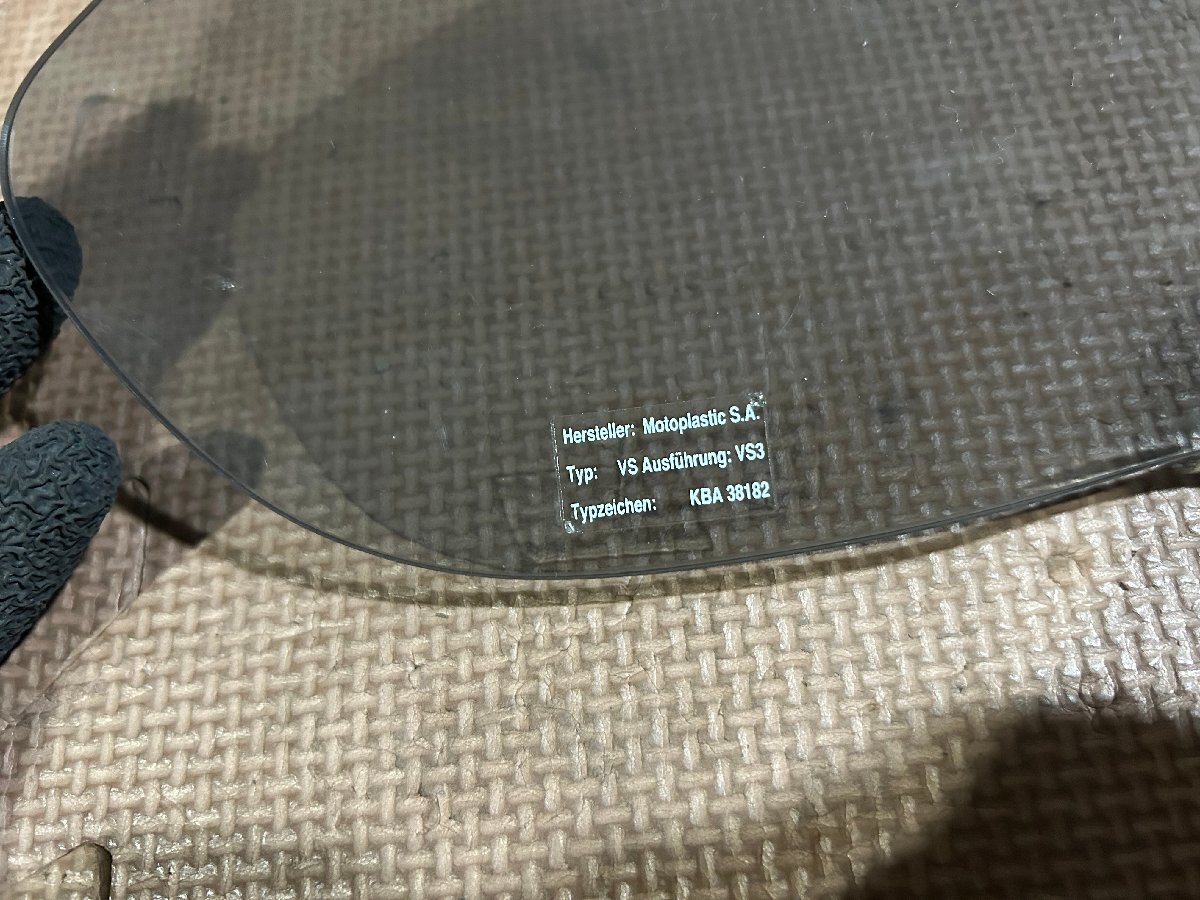 Hersteller: Motoplastic S.A.
Typ: VS Ausführung: VS3
Typzeichen: KBA 38182